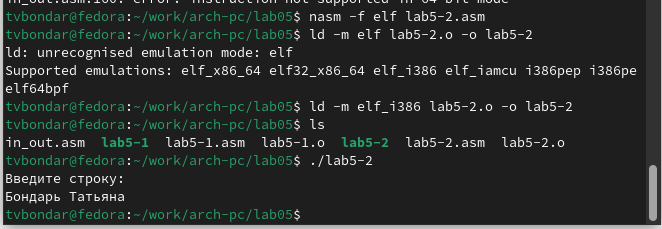 in_out.asm:100: error: instruction not supported in 64-bit mode
tvbondar@fedora:~/work/arch-pc/lab05$ nasm -f elf lab5-2.asm
tvbondar@fedora:~/work/arch-pc/lab05$ ld -m elf lab5-2.o -o lab5-2
ld: unrecognised emulation mode: elf
Supported emulations: elf_x86_64 elf32_x86_64 elf_i386 elf_iamcu i386pep i386pe
elf64bpf
tvbondar@fedora:~/work/arch-pc/lab05$ ld -m elf_i386 lab5-2.o -o lab5-2
tvbondar@fedora:~/work/arch-pc/lab05$ ls
in_out.asm lab5-1 lab5-1.asm lab5-1.o lab5-2 lab5-2.asm lab5-2.o
tvbondar@fedora:~/work/arch-pc/lab05$ ./lab5-2
Введите строку:
Бондарь Татьяна
tvbondar@fedora:~/work/arch-pc/lab05$